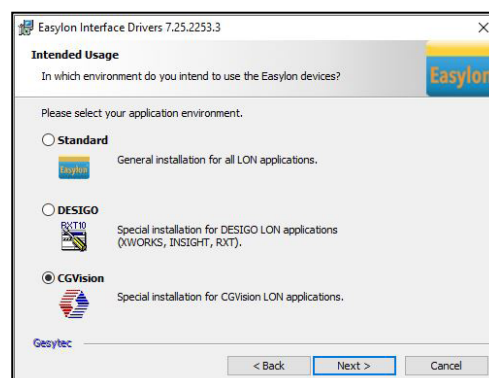 Easylon Interface Drivers 7.25.2253.3
Intended Usage
In which environment do you intend to use the Easylon devices?
Easylon
Please select your application environment.
Standard
Easylon
General installation for all LON applications.
DESIGO
RXT10
Special installation for DESIGO LON applications
(XWORKS, INSIGHT, RXT).
CGVision
Special installation for CGVision LON applications.
Gesytec
< Back Next > Cancel